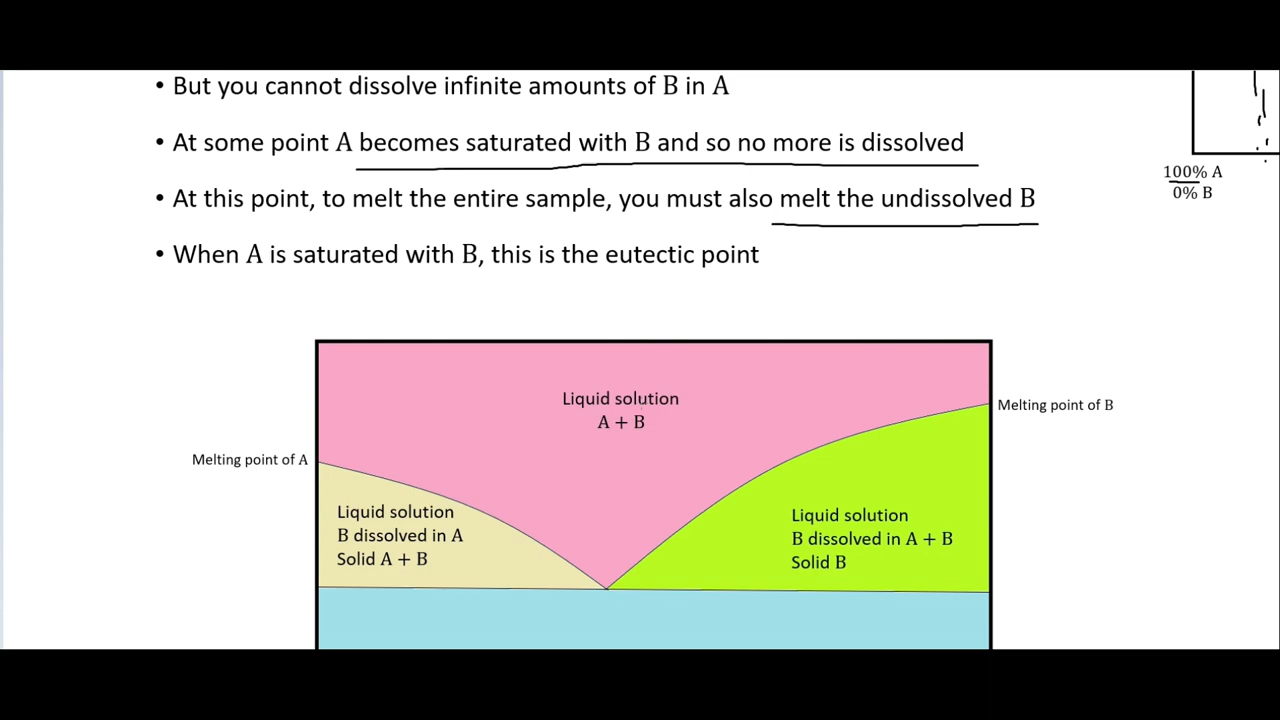 • But you cannot dissolve infinite amounts of B in A
• At some point A becomes saturated with B and so no more is dissolved
100% A
0% B
• At this point, to melt the entire sample, you must also melt the undissolved B
• When A is saturated with B, this is the eutectic point
Liquid solution
A + B
Melting point of B
Melting point of A
Liquid solution
B dissolved in A
Solid A + B
Liquid solution
B dissolved in A + B
Solid B